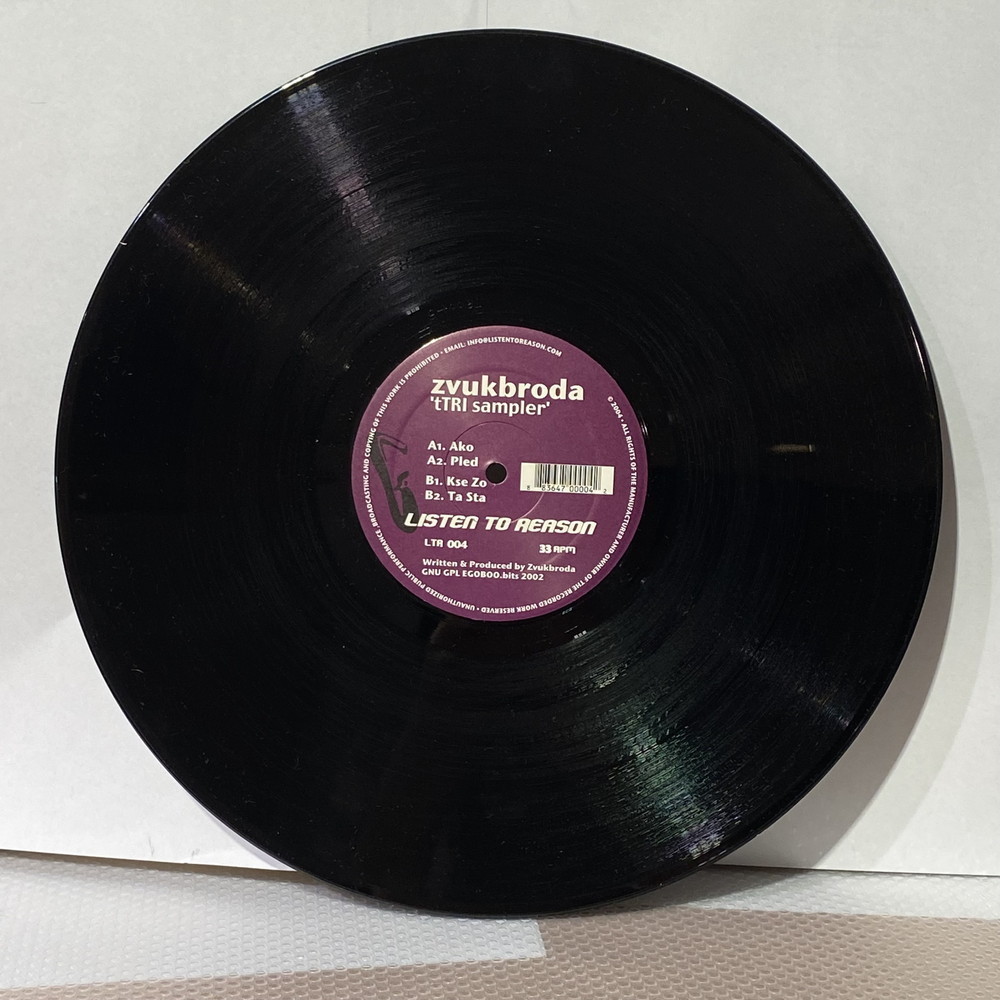 zvukbroda
'tTRI sampler'
A1. Ako
A2. Pled
B1. Kse Zo
B2. Ta Sta
8 83647 00004 2
LISTEN TO REASON
LTR 004
33 RPM
Written & Produced by Zvukbroda
GNU GPL EGOBOO.bits 2002
© 2004 • ALL RIGHTS OF THE MANUFACTURER AND OWNER OF THE RECORDED WORK RESERVED • UNAUTHORIZED PUBLIC PERFORMANCE, BROADCASTING AND COPYING OF THIS WORK IS PROHIBITED • EMAIL: INFO@LISTENTOREASON.COM